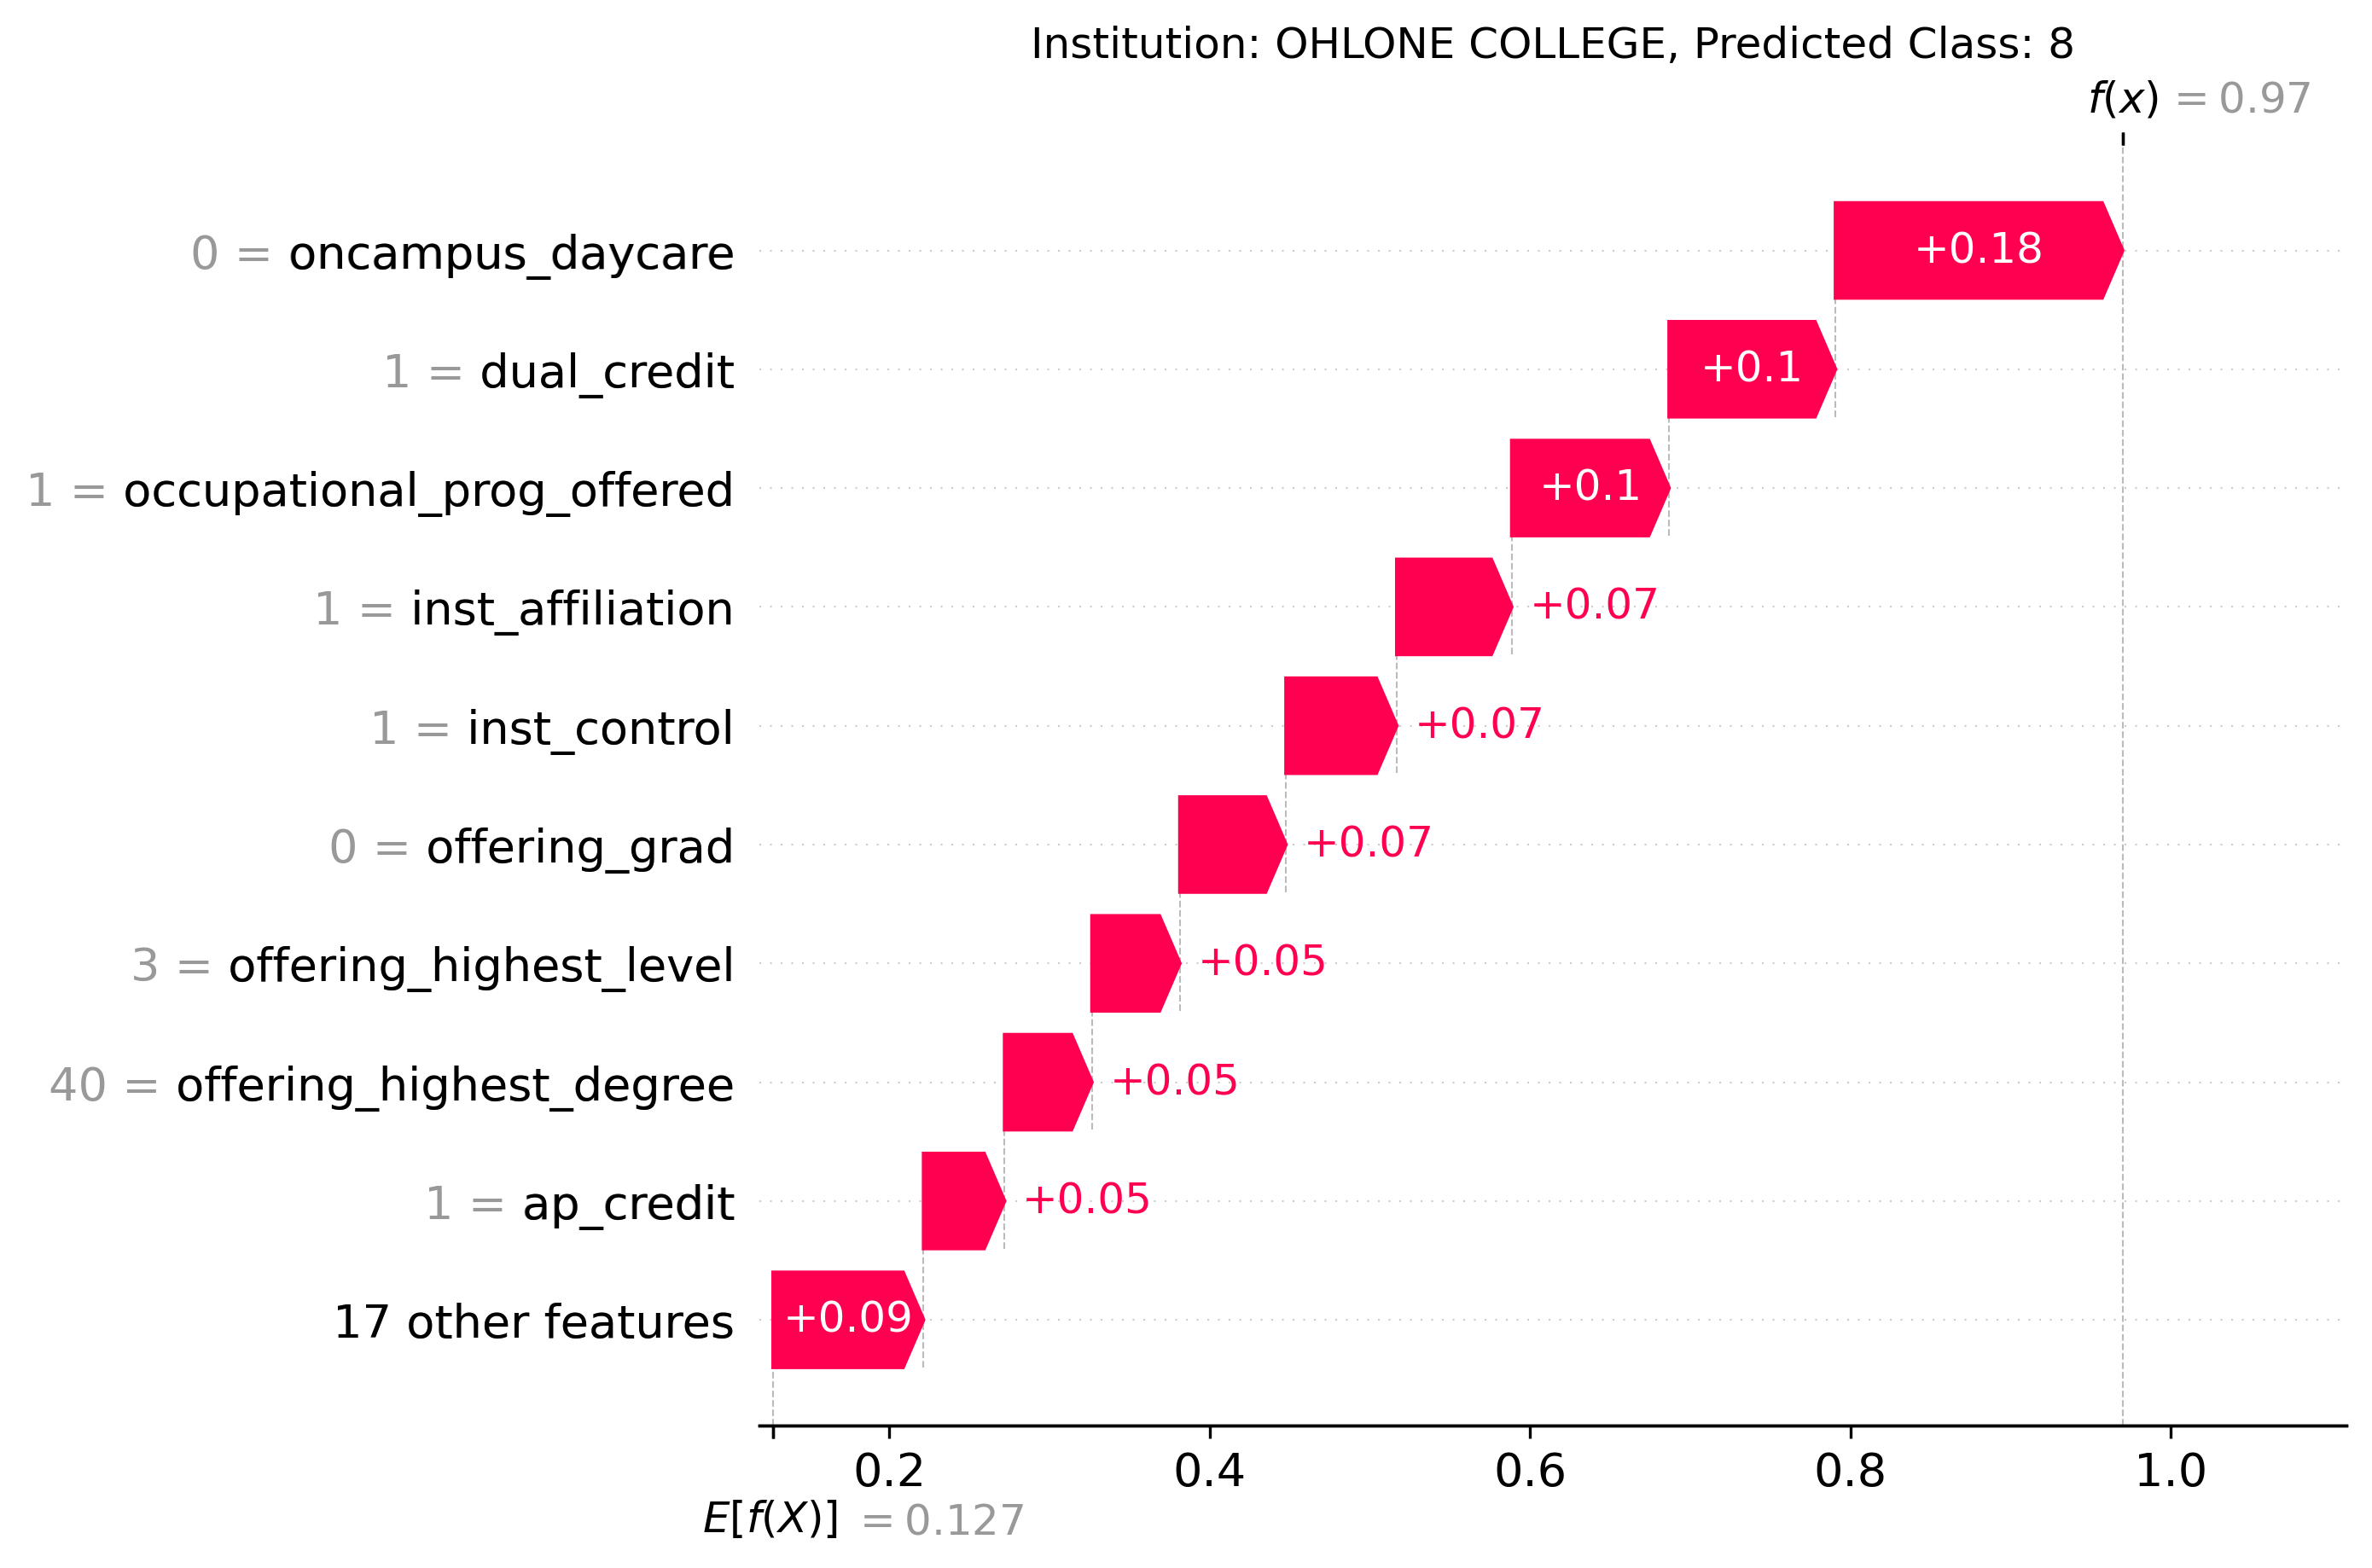 Institution: OHLONE COLLEGE, Predicted Class: 8
f(x) = 0.97
0 = oncampus_daycare +0.18
1 = dual_credit +0.1
1 = occupational_prog_offered +0.1
1 = inst_affiliation +0.07
1 = inst_control +0.07
0 = offering_grad +0.07
3 = offering_highest_level +0.05
40 = offering_highest_degree +0.05
1 = ap_credit +0.05
17 other features +0.09
0.2 0.4 0.6 0.8 1.0
E[f(X)] = 0.127